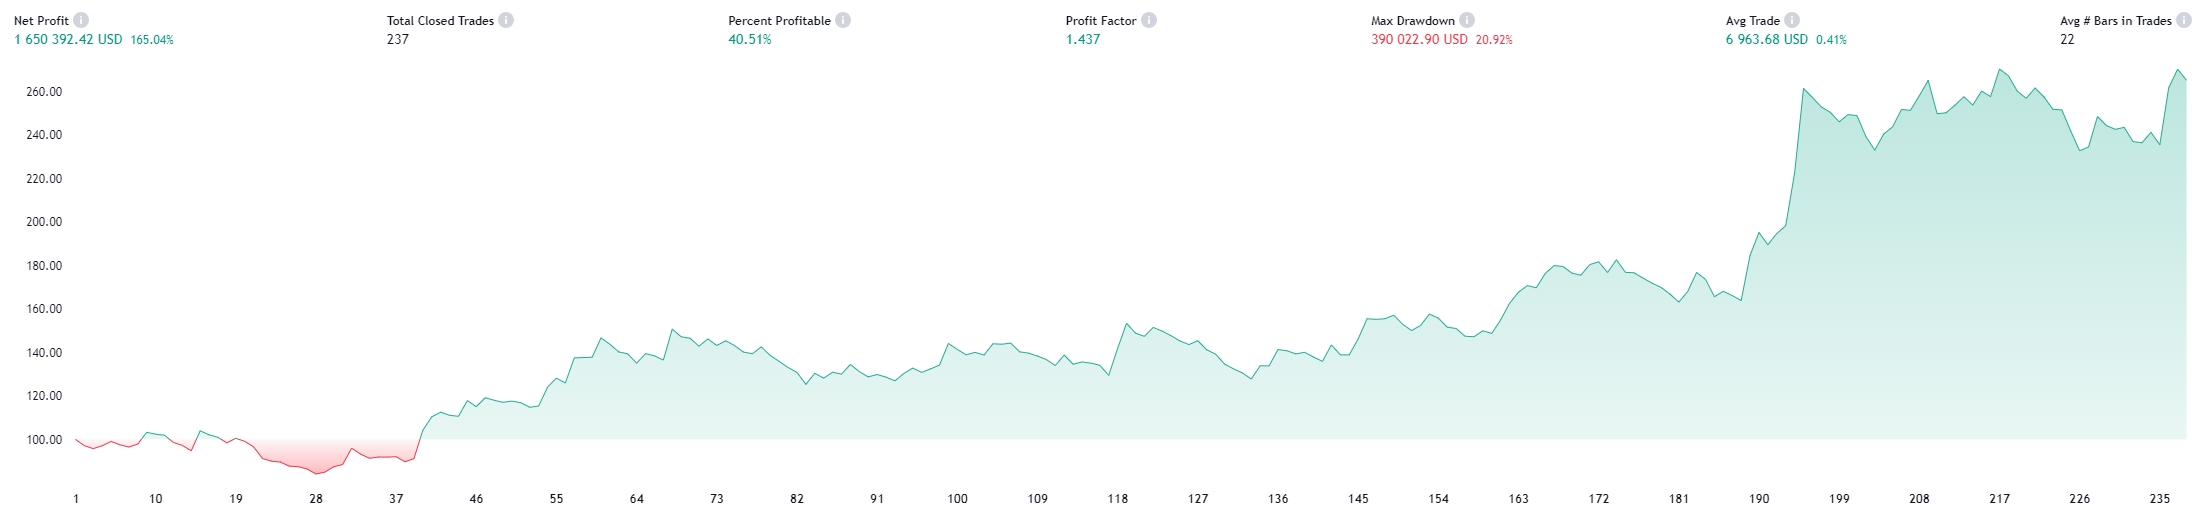 Net Profit
1 650 392.42 USD 165.04%
Total Closed Trades
237
Percent Profitable
40.51%
Profit Factor
1.437
Max Drawdown
390 022.90 USD 20.92%
Avg Trade
6 963.68 USD 0.41%
Avg # Bars in Trades
22
260.00
240.00
220.00
200.00
180.00
160.00
140.00
120.00
100.00
1 10 19 28 37 46 55 64 73 82 91 100 109 118 127 136 145 154 163 172 181 190 199 208 217 226 235